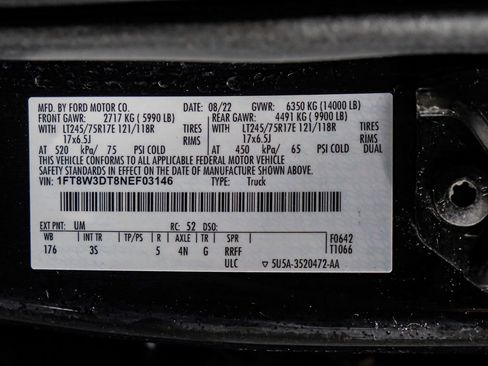 MFD. BY FORD MOTOR CO. DATE: 08/22 GVWR: 6350 KG (14000 LB)
FRONT GAWR: 2717 KG ( 5990 LB) REAR GAWR: 4491 KG ( 9900 LB)
WITH LT245/75R17E 121/118R TIRES WITH LT245/75R17E 121/118R TIRES
17x6.5J RIMS 17x6.5J RIMS
AT 520 kPa/ 75 PSI COLD AT 450 kPa/ 65 PSI COLD DUAL
THIS VEHICLE CONFORMS TO ALL APPLICABLE FEDERAL MOTOR VEHICLE
SAFETY STANDARDS IN EFFECT ON THE DATE OF MANUFACTURE SHOWN ABOVE.
VIN: 1FT8W3DT8NEF03146 TYPE: Truck
EXT PNT: UM RC: 52 DSO:
WB INT TR TP/PS R AXLE TR SPR F0642
176 3S 5 4N G RRFF T1066
ULC ▽ 5U5A-3520472-AA